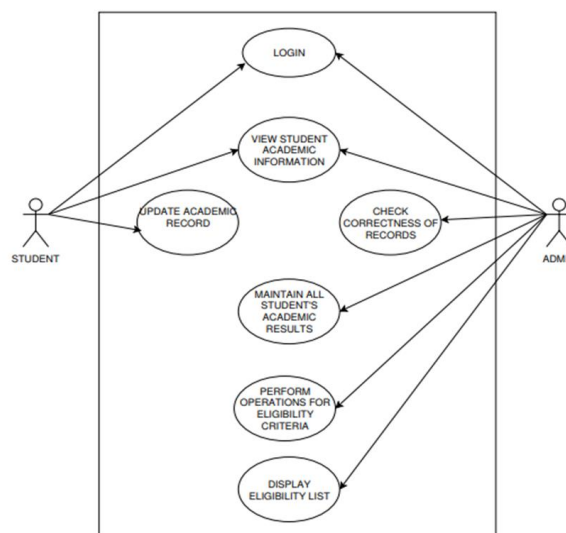 LOGIN
VIEW STUDENT
ACADEMIC
INFORMATION
UPDATE ACADEMIC
RECORD
CHECK
CORRECTNESS OF
RECORDS
STUDENT
ADMI
MAINTAIN ALL
STUDENT'S
ACADEMIC
RESULTS
PERFORM
OPERATIONS FOR
ELIGIBILITY
CRITERIA
DISPLAY
ELIGIBILITY LIST